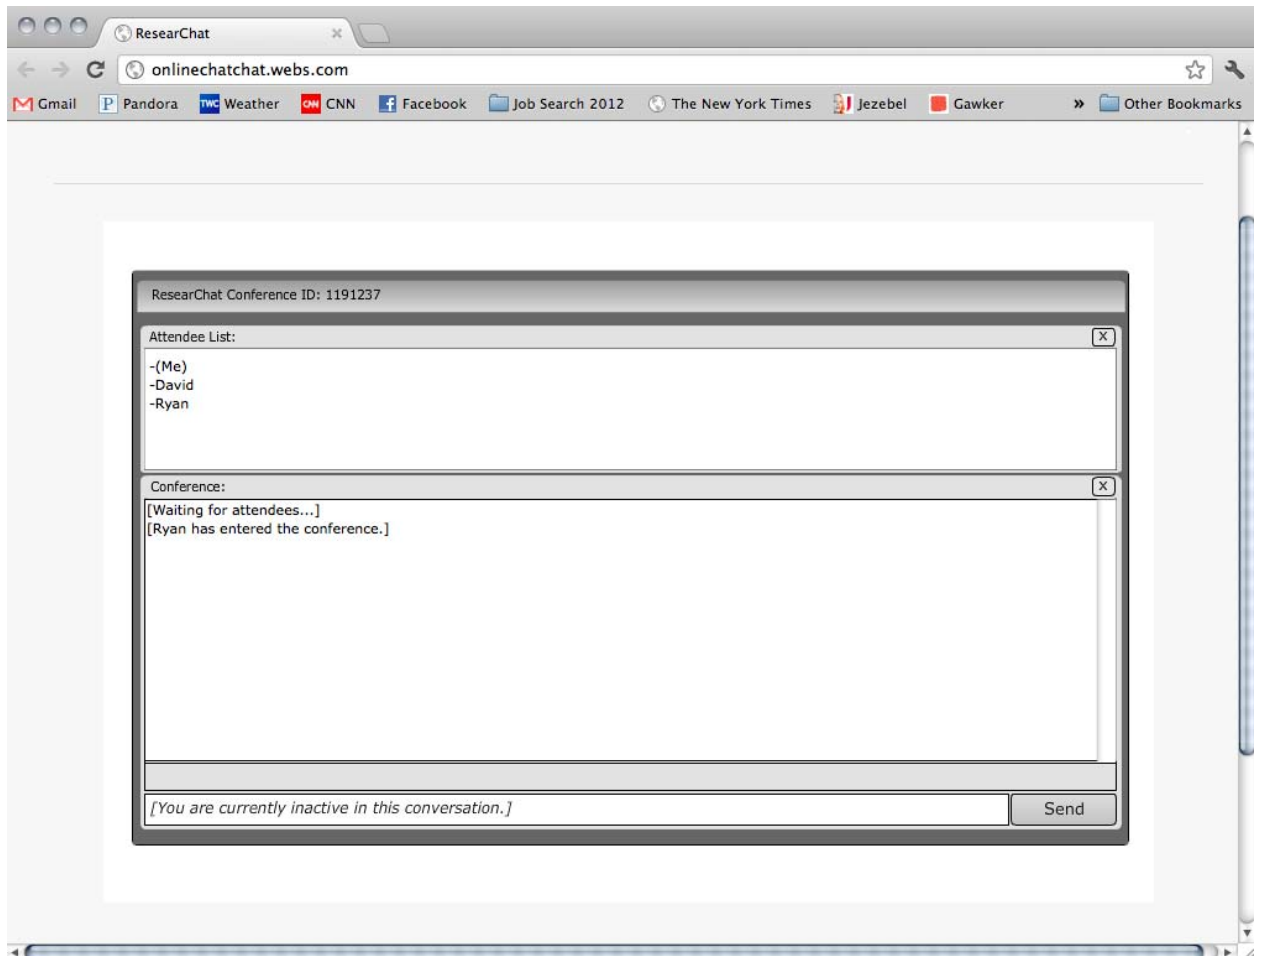 ResearChat
onlinechatchat.webs.com
Gmail P Pandora TWC Weather CNN CNN Facebook Job Search 2012 The New York Times J Jezebel Gawker » Other Bookmarks
ResearChat Conference ID: 1191237
Attendee List: X
-(Me)
-David
-Ryan
Conference: X
[Waiting for attendees...]
[Ryan has entered the conference.]
[You are currently inactive in this conversation.] Send